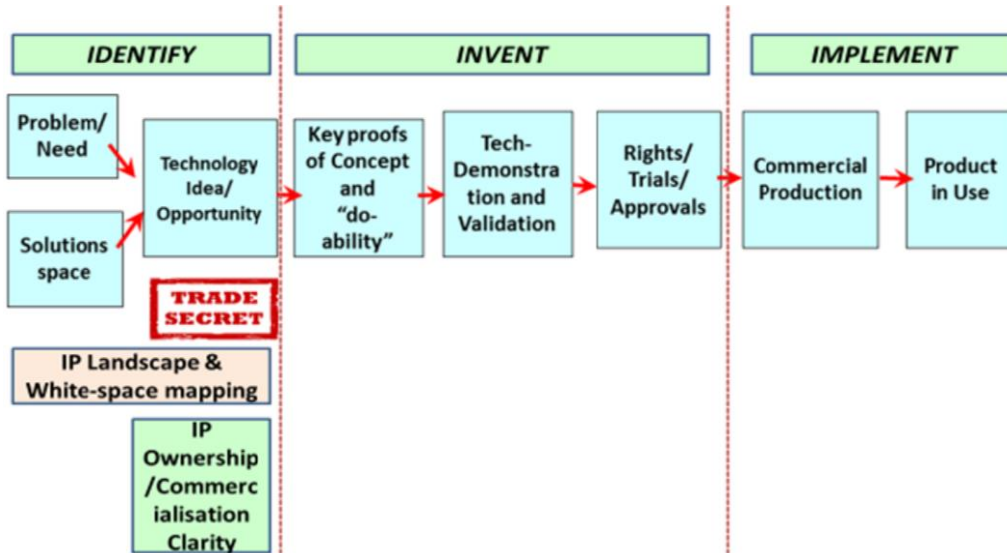 IDENTIFY
INVENT
IMPLEMENT
Problem/
Need
Solutions
space
Technology
Idea/
Opportunity
Key proofs
of Concept
and
“do-
ability”
Tech-
Demonstra
tion and
Validation
Rights/
Trials/
Approvals
Commercial
Production
Product
in Use
TRADE
SECRET
IP Landscape &
White-space mapping
IP
Ownership
/Commerc
ialisation
Clarity